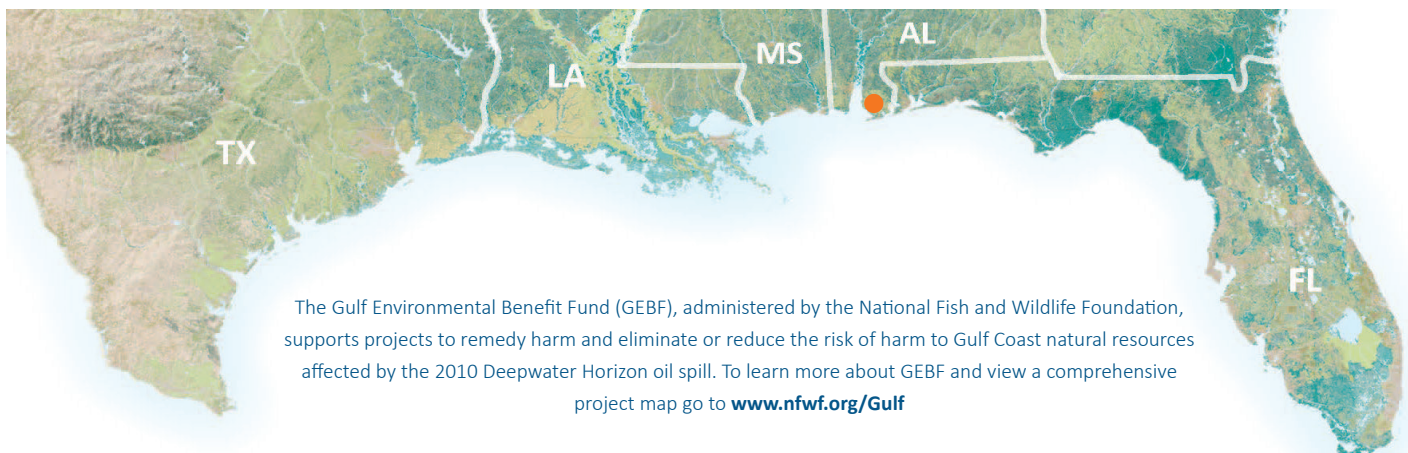 AL
MS
LA
TX
FL
The Gulf Environmental Benefit Fund (GEBF), administered by the National Fish and Wildlife Foundation,
supports projects to remedy harm and eliminate or reduce the risk of harm to Gulf Coast natural resources
affected by the 2010 Deepwater Horizon oil spill. To learn more about GEBF and view a comprehensive
project map go to www.nfwf.org/Gulf